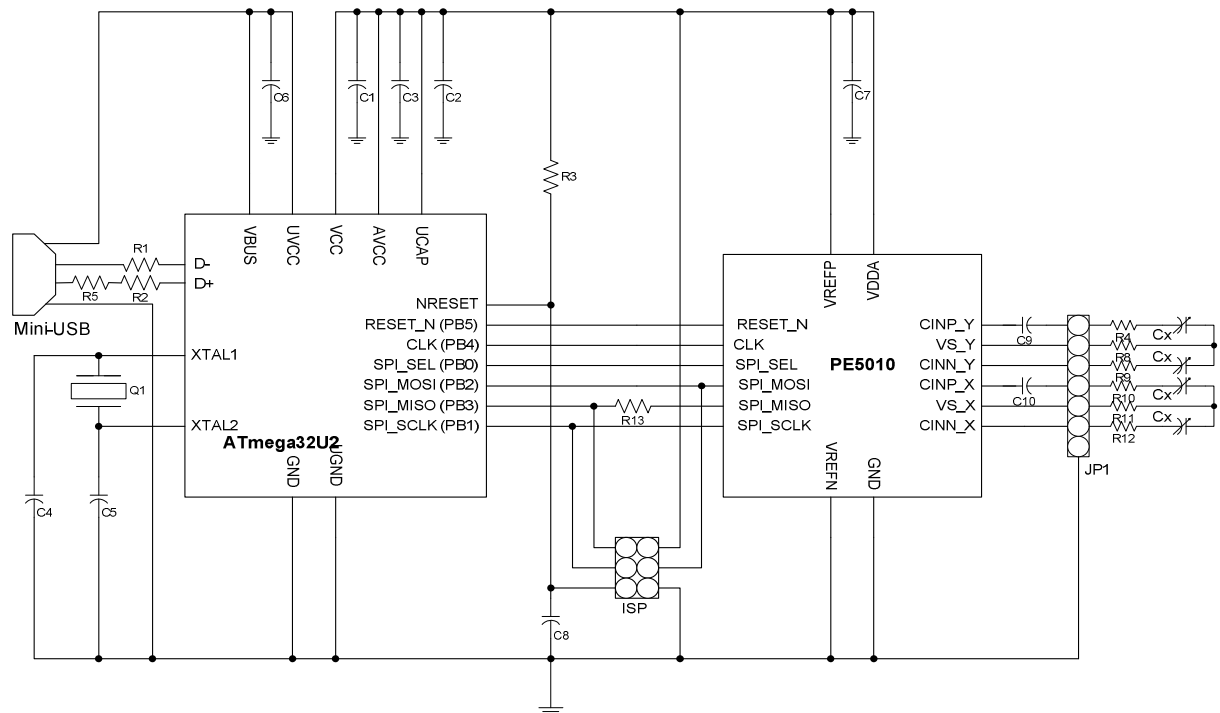 C6
C1
C3
C2
C7
R3
VBUS
UVCC
VCC
AVCC
UCAP
R1
D-
D+
R5
R2
Mini-USB
VREFP
VDDA
NRESET
RESET_N (PB5)
CLK (PB4)
SPI_SEL (PB0)
SPI_MOSI (PB2)
SPI_MISO (PB3)
SPI_SCLK (PB1)
XTAL1
Q1
XTAL2
ATmega32U2
GND
UGND
R13
RESET_N
CLK
SPI_SEL
SPI_MOSI
SPI_MISO
SPI_SCLK
PE5010
CINP_Y
VS_Y
CINN_Y
CINP_X
VS_X
CINN_X
VREFN
GND
C9
C10
R4
Cx
R8
Cx
R9
Cx
R10
R11
Cx
R12
JP1
C4
C5
ISP
C8